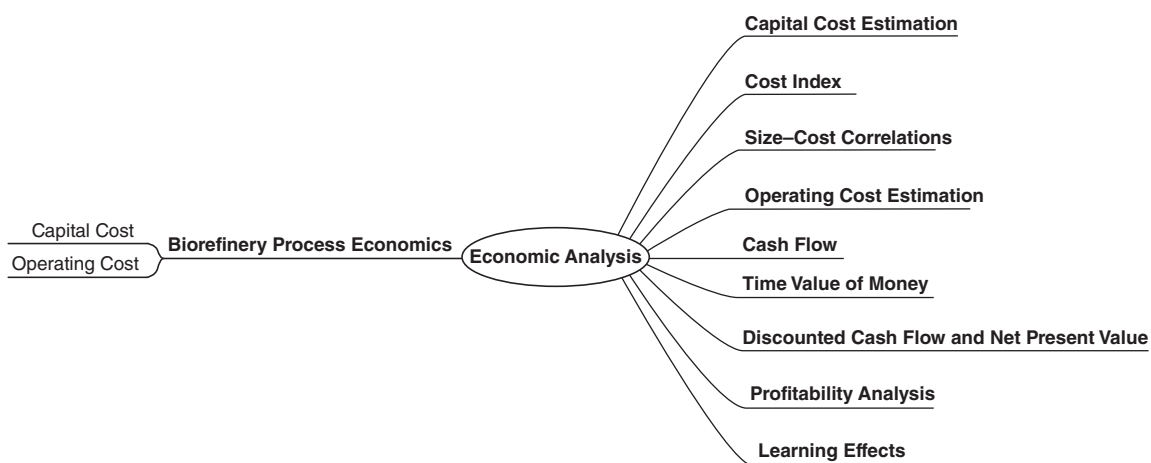 Capital Cost
Operating Cost
Biorefinery Process Economics
Economic Analysis
Capital Cost Estimation
Cost Index
Size–Cost Correlations
Operating Cost Estimation
Cash Flow
Time Value of Money
Discounted Cash Flow and Net Present Value
Profitability Analysis
Learning Effects